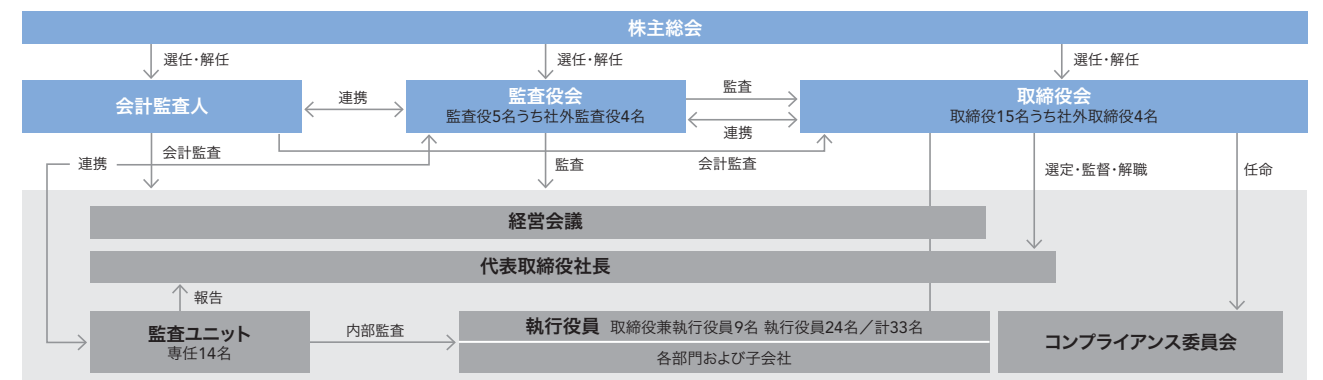 株主総会
選任・解任
選任・解任
選任・解任
会計監査人
連携
監査役会
監査役5名うち社外監査役4名
監査
連携
取締役会
取締役15名うち社外取締役4名
連携
会計監査
監査
会計監査
選定・監督・解職
任命
経営会議
代表取締役社長
報告
監査ユニット
専任14名
内部監査
執行役員 取締役兼執行役員9名 執行役員24名／計33名
各部門および子会社
コンプライアンス委員会